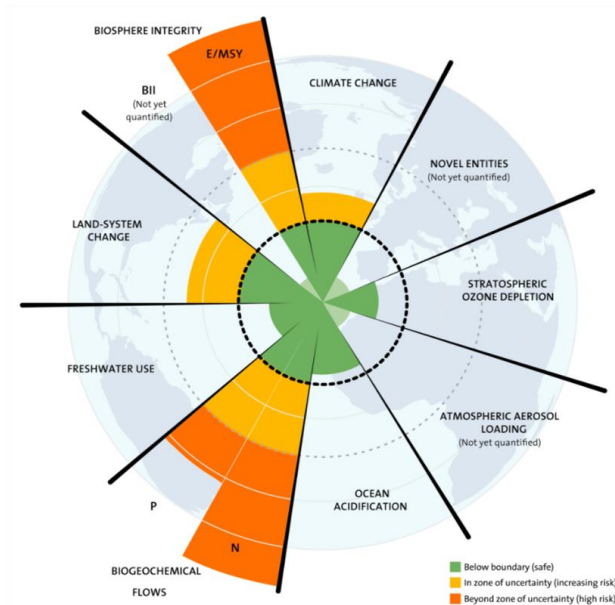 BIOSPHERE INTEGRITY
E/MSY
BII
(Not yet
quantified)
CLIMATE CHANGE
NOVEL ENTITIES
(Not yet quantified)
LAND-SYSTEM
CHANGE
STRATOSPHERIC
OZONE DEPLETION
FRESHWATER USE
ATMOSPHERIC AEROSOL
LOADING
(Not yet quantified)
OCEAN
ACIDIFICATION
P
N
BIOGEOCHEMICAL
FLOWS
Below boundary (safe)
In zone of uncertainty (increasing risk)
Beyond zone of uncertainty (high risk)